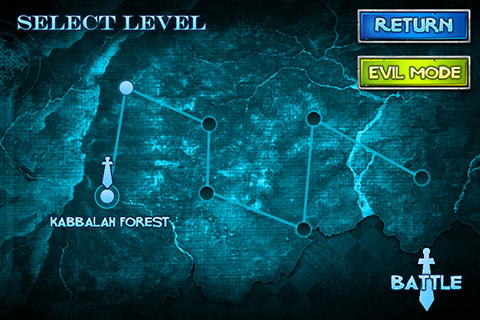 SELECT LEVEL
RETURN
EVIL MODE
KABBALAH FOREST
BATTLE